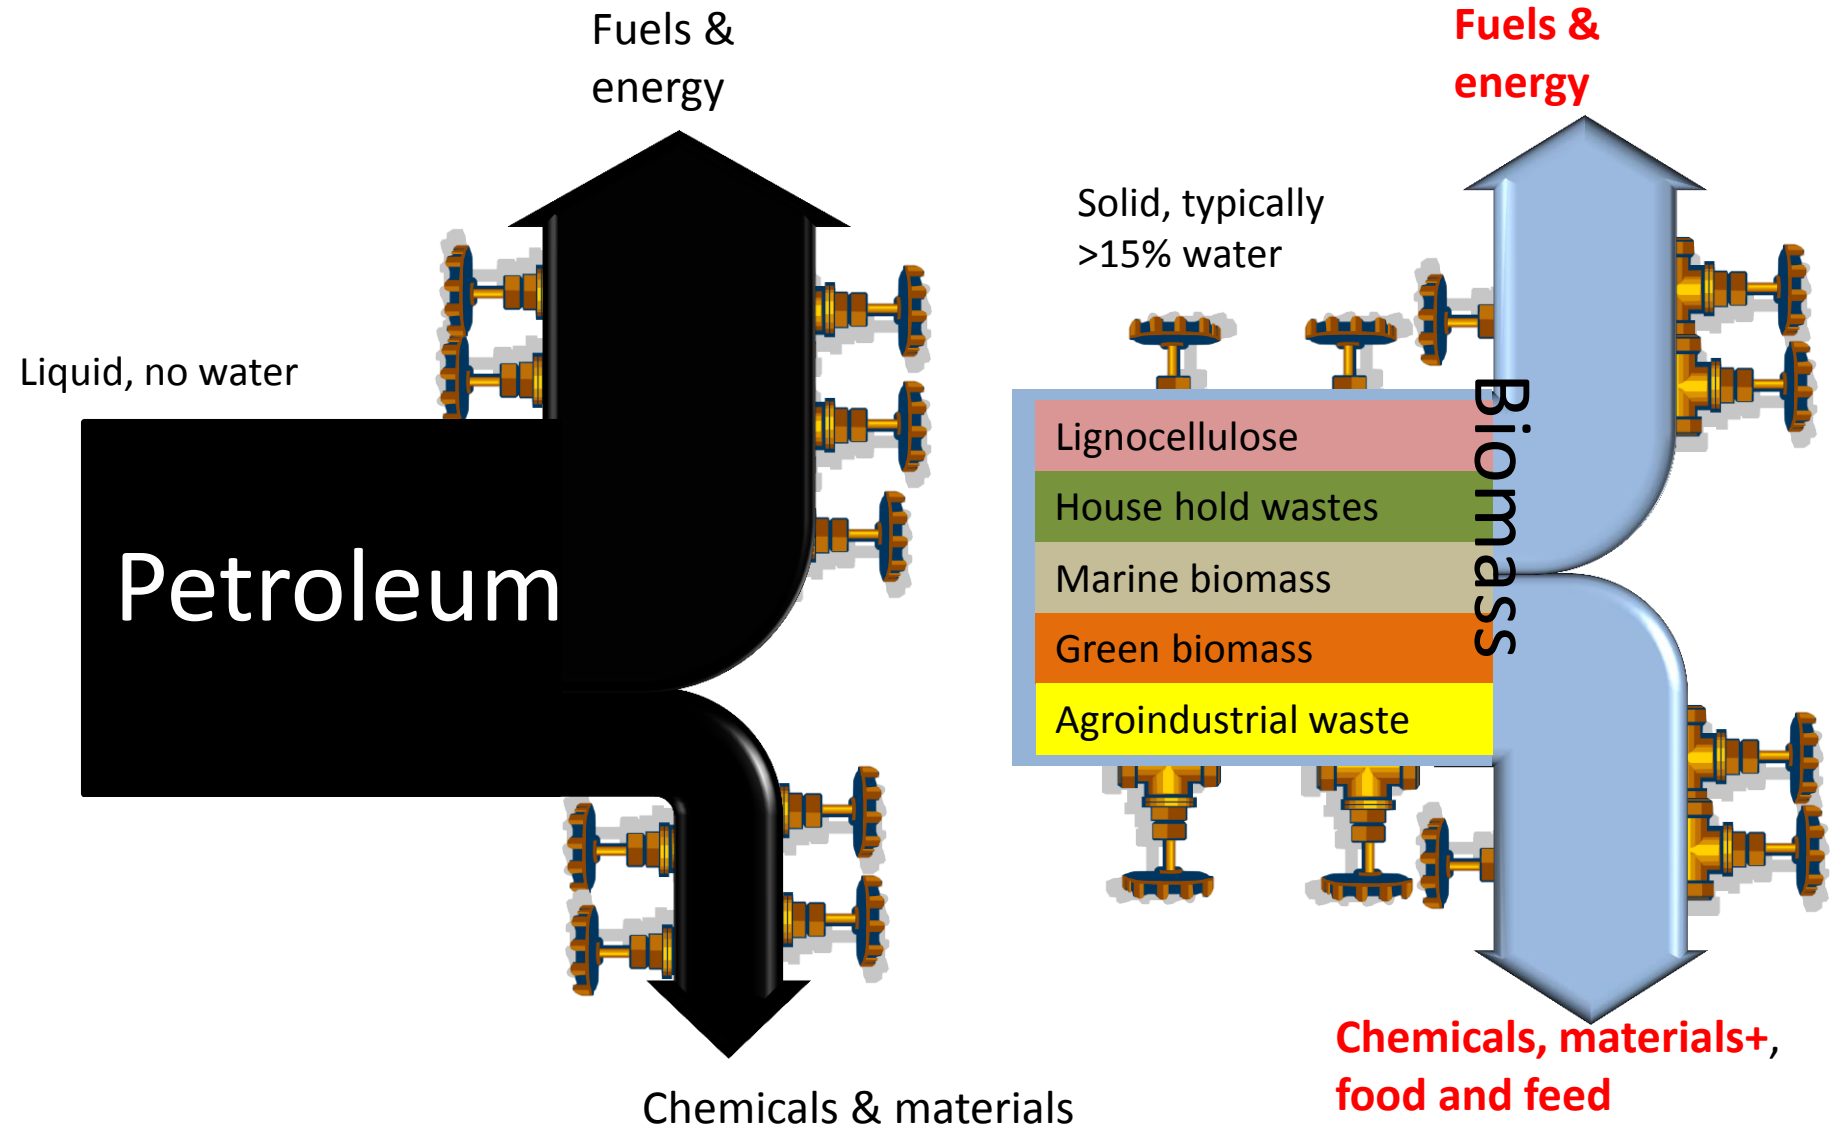 Fuels &
energy
Liquid, no water
Petroleum
Chemicals & materials
Fuels &
energy
Solid, typically
>15% water
Lignocellulose
House hold wastes
Marine biomass
Green biomass
Agroindustrial waste
Biomass
Chemicals, materials+,
food and feed